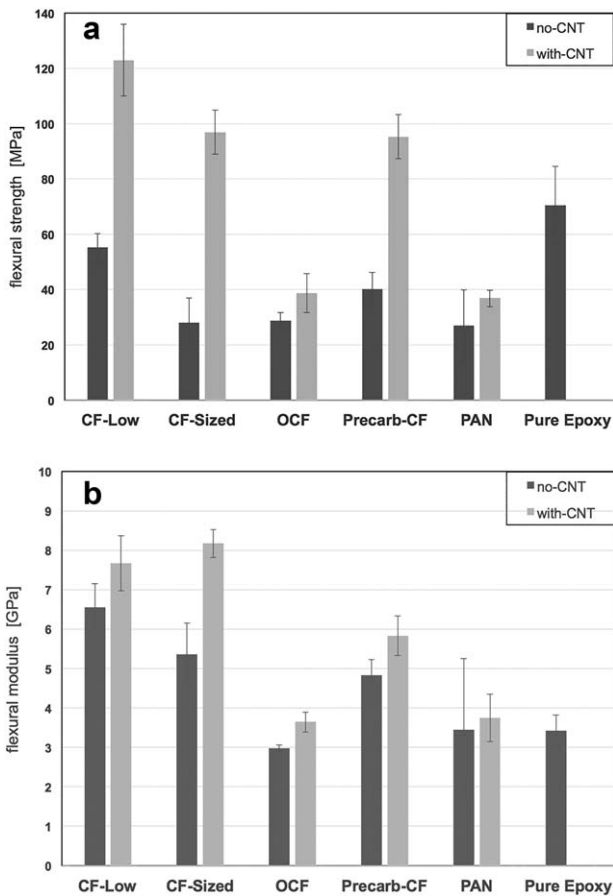 a
no-CNT
with-CNT
flexural strength [MPa]
140
120
100
80
60
40
20
0
CF-Low CF-Sized OCF Precarb-CF PAN Pure Epoxy
b
no-CNT
with-CNT
flexural modulus [GPa]
10
9
8
7
6
5
4
3
2
1
0
CF-Low CF-Sized OCF Precarb-CF PAN Pure Epoxy